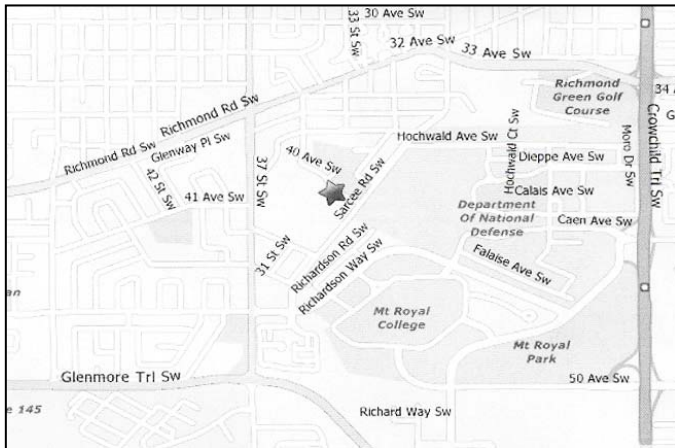 30 Ave Sw
33 St Sw
32 Ave Sw
33 Ave Sw
Richmond
Green Golf
Course
34 A
G
Crowchild Trl Sw
Richmond Rd Sw
Richmond Rd Sw
Glenway Pl Sw
Hochwald Ave Sw
Hochwald Ct Sw
Moro Dr Sw
Dieppe Ave Sw
40 Ave Sw
37 St Sw
42 St Sw
41 Ave Sw
Sarcee Rd Sw
Calais Ave Sw
Department
Of National
Defense
Caen Ave Sw
31 St Sw
Richardson Rd Sw
Richardson Way Sw
Falaise Ave Sw
an
Mt Royal
College
Mt Royal
Park
Glenmore Trl Sw
50 Ave Sw
e 145
Richard Way Sw